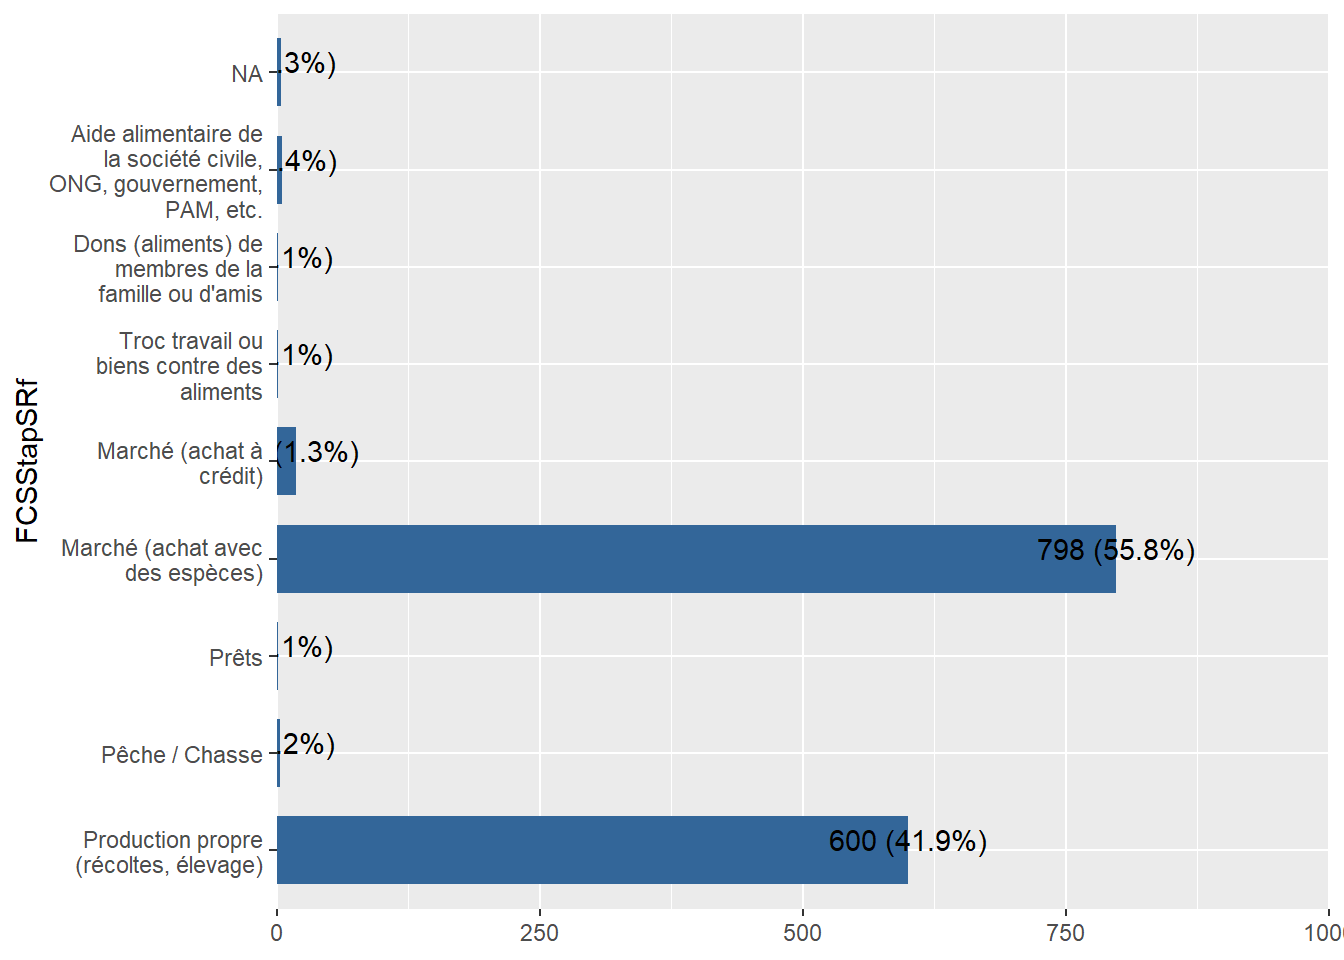 NA
3%)
Aide alimentaire de
la société civile,
ONG, gouvernement,
PAM, etc.
.4%)
Dons (aliments) de
membres de la
famille ou d'amis
1%)
Troc travail ou
biens contre des
aliments
1%)
Marché (achat à
crédit)
(1.3%)
FCSStapSRf
Marché (achat avec
des espèces)
798 (55.8%)
Prêts
1%)
Pêche / Chasse
2%)
Production propre
(récoltes, élevage)
600 (41.9%)
0 250 500 750 100